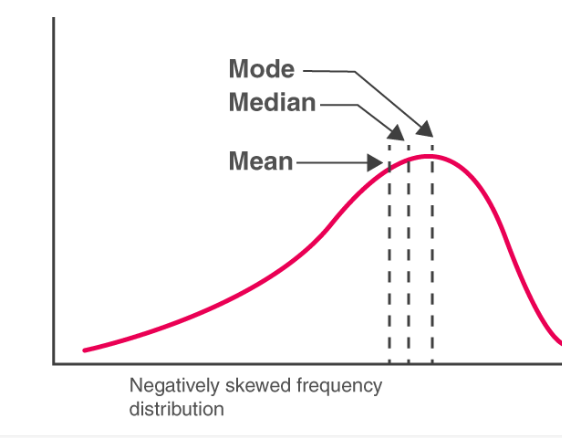 Mode
Median
Mean
Negatively skewed frequency
distribution